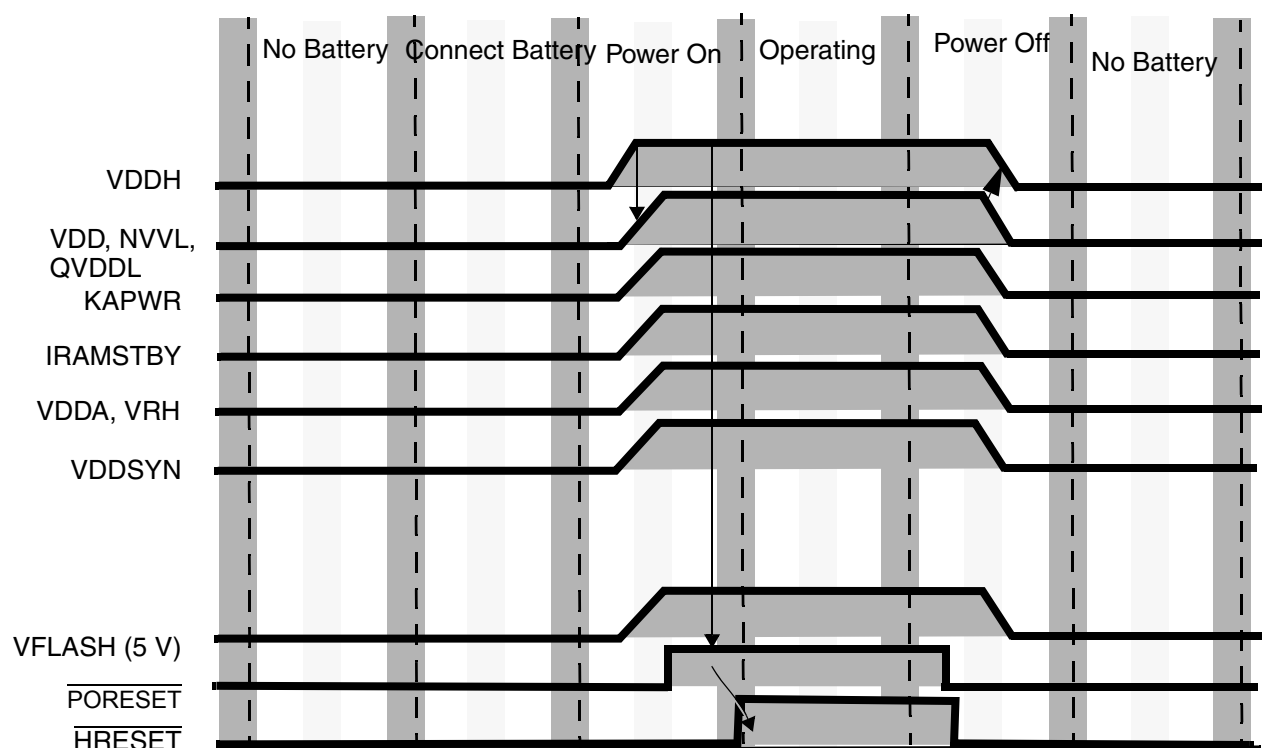 No Battery
Connect Battery
Power On
Operating
Power Off
No Battery
VDDH
VDD, NVVL,
QVDDL
KAPWR
IRAMSTBY
VDDA, VRH
VDDSYN
VFLASH (5 V)
PORESET
HRESET